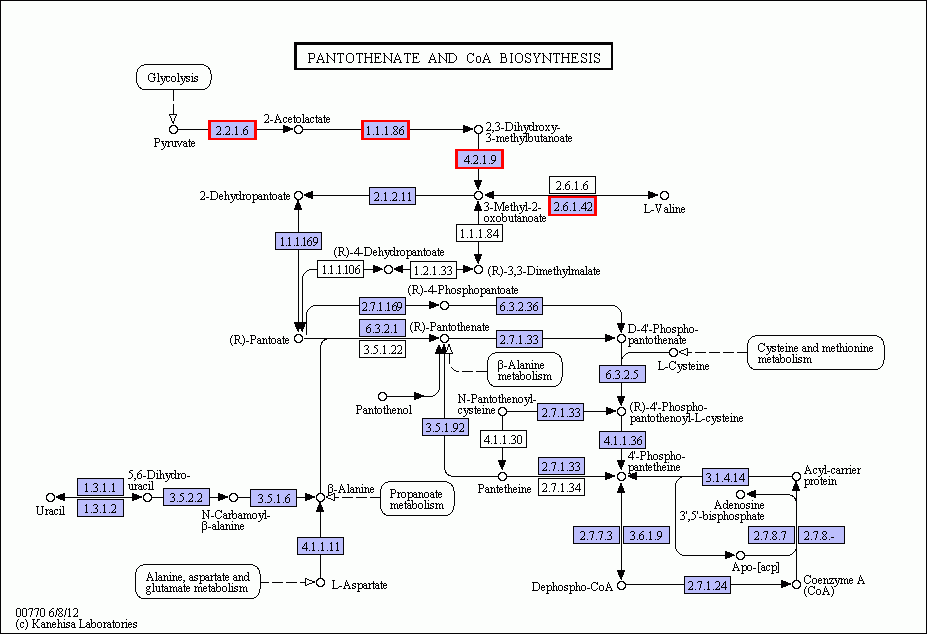 PANTOTHENATE AND CoA BIOSYNTHESIS
Glycolysis
2-Acetolactate
2.2.1.6
1.1.1.86
2,3-Dihydroxy-
3-methylbutanoate
Pyruvate
4.2.1.9
2.6.1.6
2-Dehydropantoate
2.1.2.11
2.6.1.42
3-Methyl-2-
oxobutanoate
L-Valine
1.1.1.84
1.1.1.169
(R)-4-Dehydropantoate
1.1.1.106
1.2.1.33
(R)-3,3-Dimethylmalate
(R)-4-Phosphopantoate
2.7.1.169
6.3.2.36
6.3.2.1
(R)-Pantothenate
D-4'-Phospho-
pantothenate
(R)-Pantoate
2.7.1.33
3.5.1.22
Cysteine and methionine
metabolism
β-Alanine
metabolism
L-Cysteine
6.3.2.5
Pantothenol
N-Pantothenoyl-
cysteine
2.7.1.33
(R)-4'-Phospho-
pantothenoyl-L-cysteine
3.5.1.92
4.1.1.30
4.1.1.36
4'-Phospho-
pantetheine
2.7.1.33
Pantetheine
2.7.1.34
3.1.4.14
Acyl-carrier
protein
5,6-Dihydro-
uracil
1.3.1.1
1.3.1.2
Uracil
3.5.2.2
N-Carbamoyl-
β-alanine
3.5.1.6
β-Alanine
Propanoate
metabolism
Adenosine
3',5'-bisphosphate
2.7.7.3
3.6.1.9
2.7.8.7
2.7.8.-
4.1.1.11
Apo-[acp]
Alanine, aspartate and
glutamate metabolism
L-Aspartate
Dephospho-CoA
2.7.1.24
Coenzyme A
(CoA)
00770 6/8/12
(c) Kanehisa Laboratories